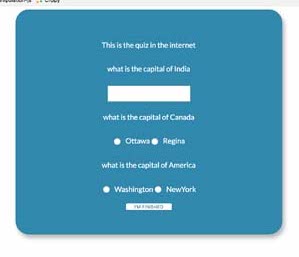 This is the quiz in the internet
what is the capital of India
what is the capital of Canada
Ottawa Regina
what is the capital of America
Washington NewYork
I'M FINISHED